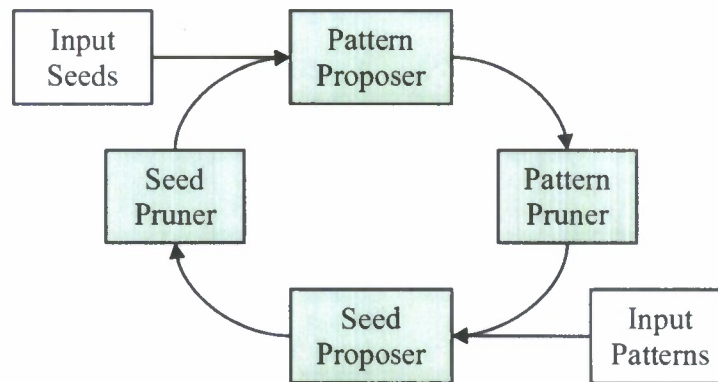 Input
Seeds
Pattern
Proposer
Seed
Pruner
Pattern
Pruner
Seed
Proposer
Input
Patterns